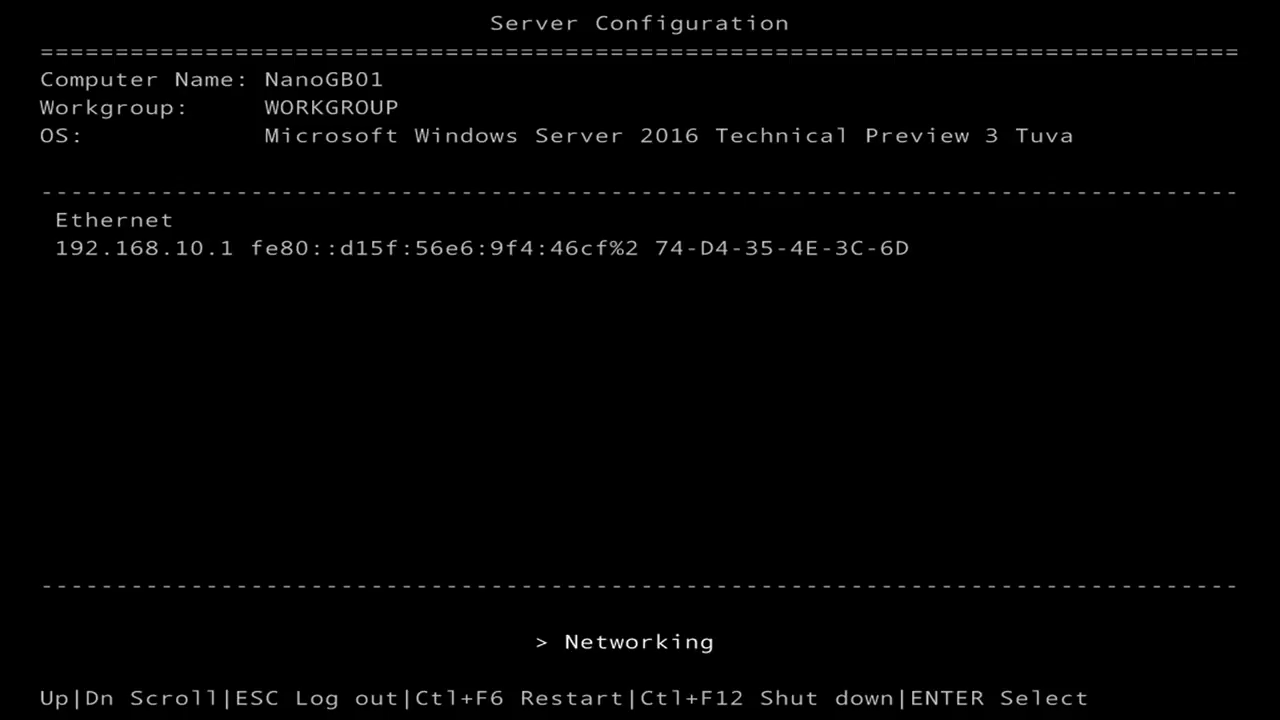 Server Configuration
================================================================================
Computer Name: NanoGB01
Workgroup:     WORKGROUP
OS:            Microsoft Windows Server 2016 Technical Preview 3 Tuva
--------------------------------------------------------------------------------
Ethernet
192.168.10.1 fe80::d15f:56e6:9f4:46cf%2 74-D4-35-4E-3C-6D
--------------------------------------------------------------------------------
> Networking
Up|Dn Scroll|ESC Log out|Ctl+F6 Restart|Ctl+F12 Shut down|ENTER Select